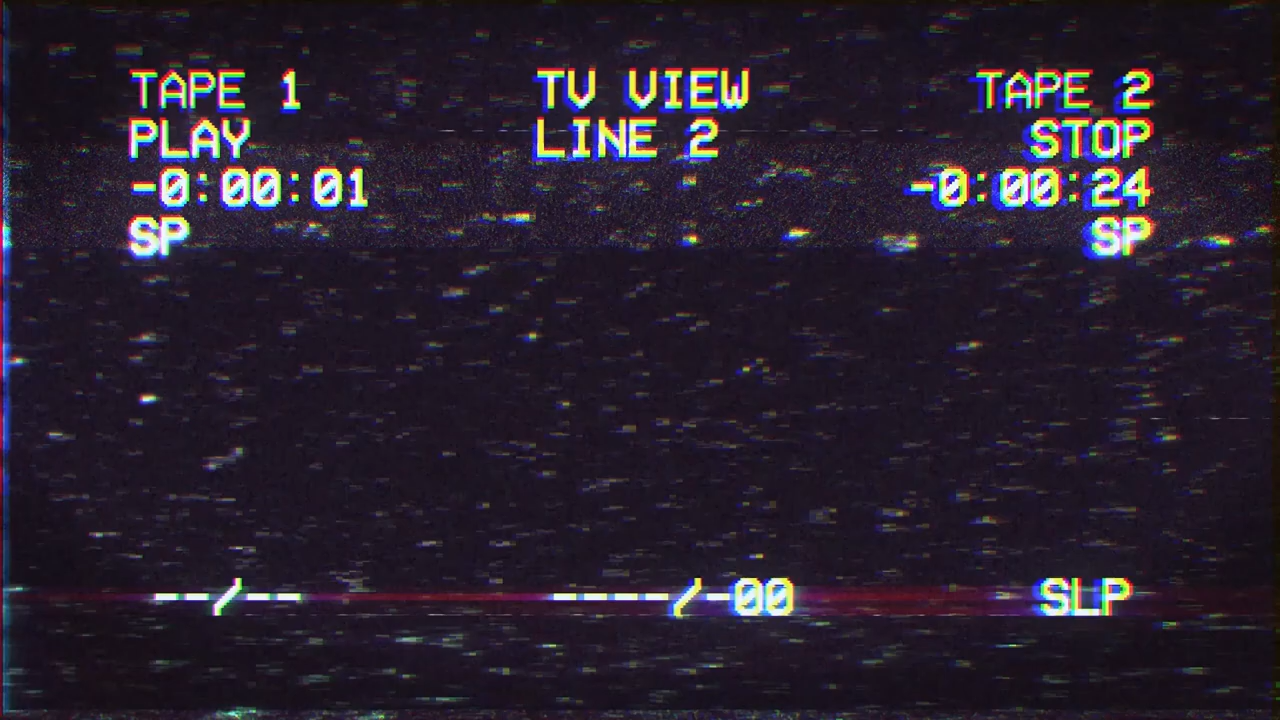 TAPE 1 TV VIEW TAPE 2
PLAY LINE 2 STOP
-0:00:01 -0:00:24
SP SP
--/-- ----/-00 SLP